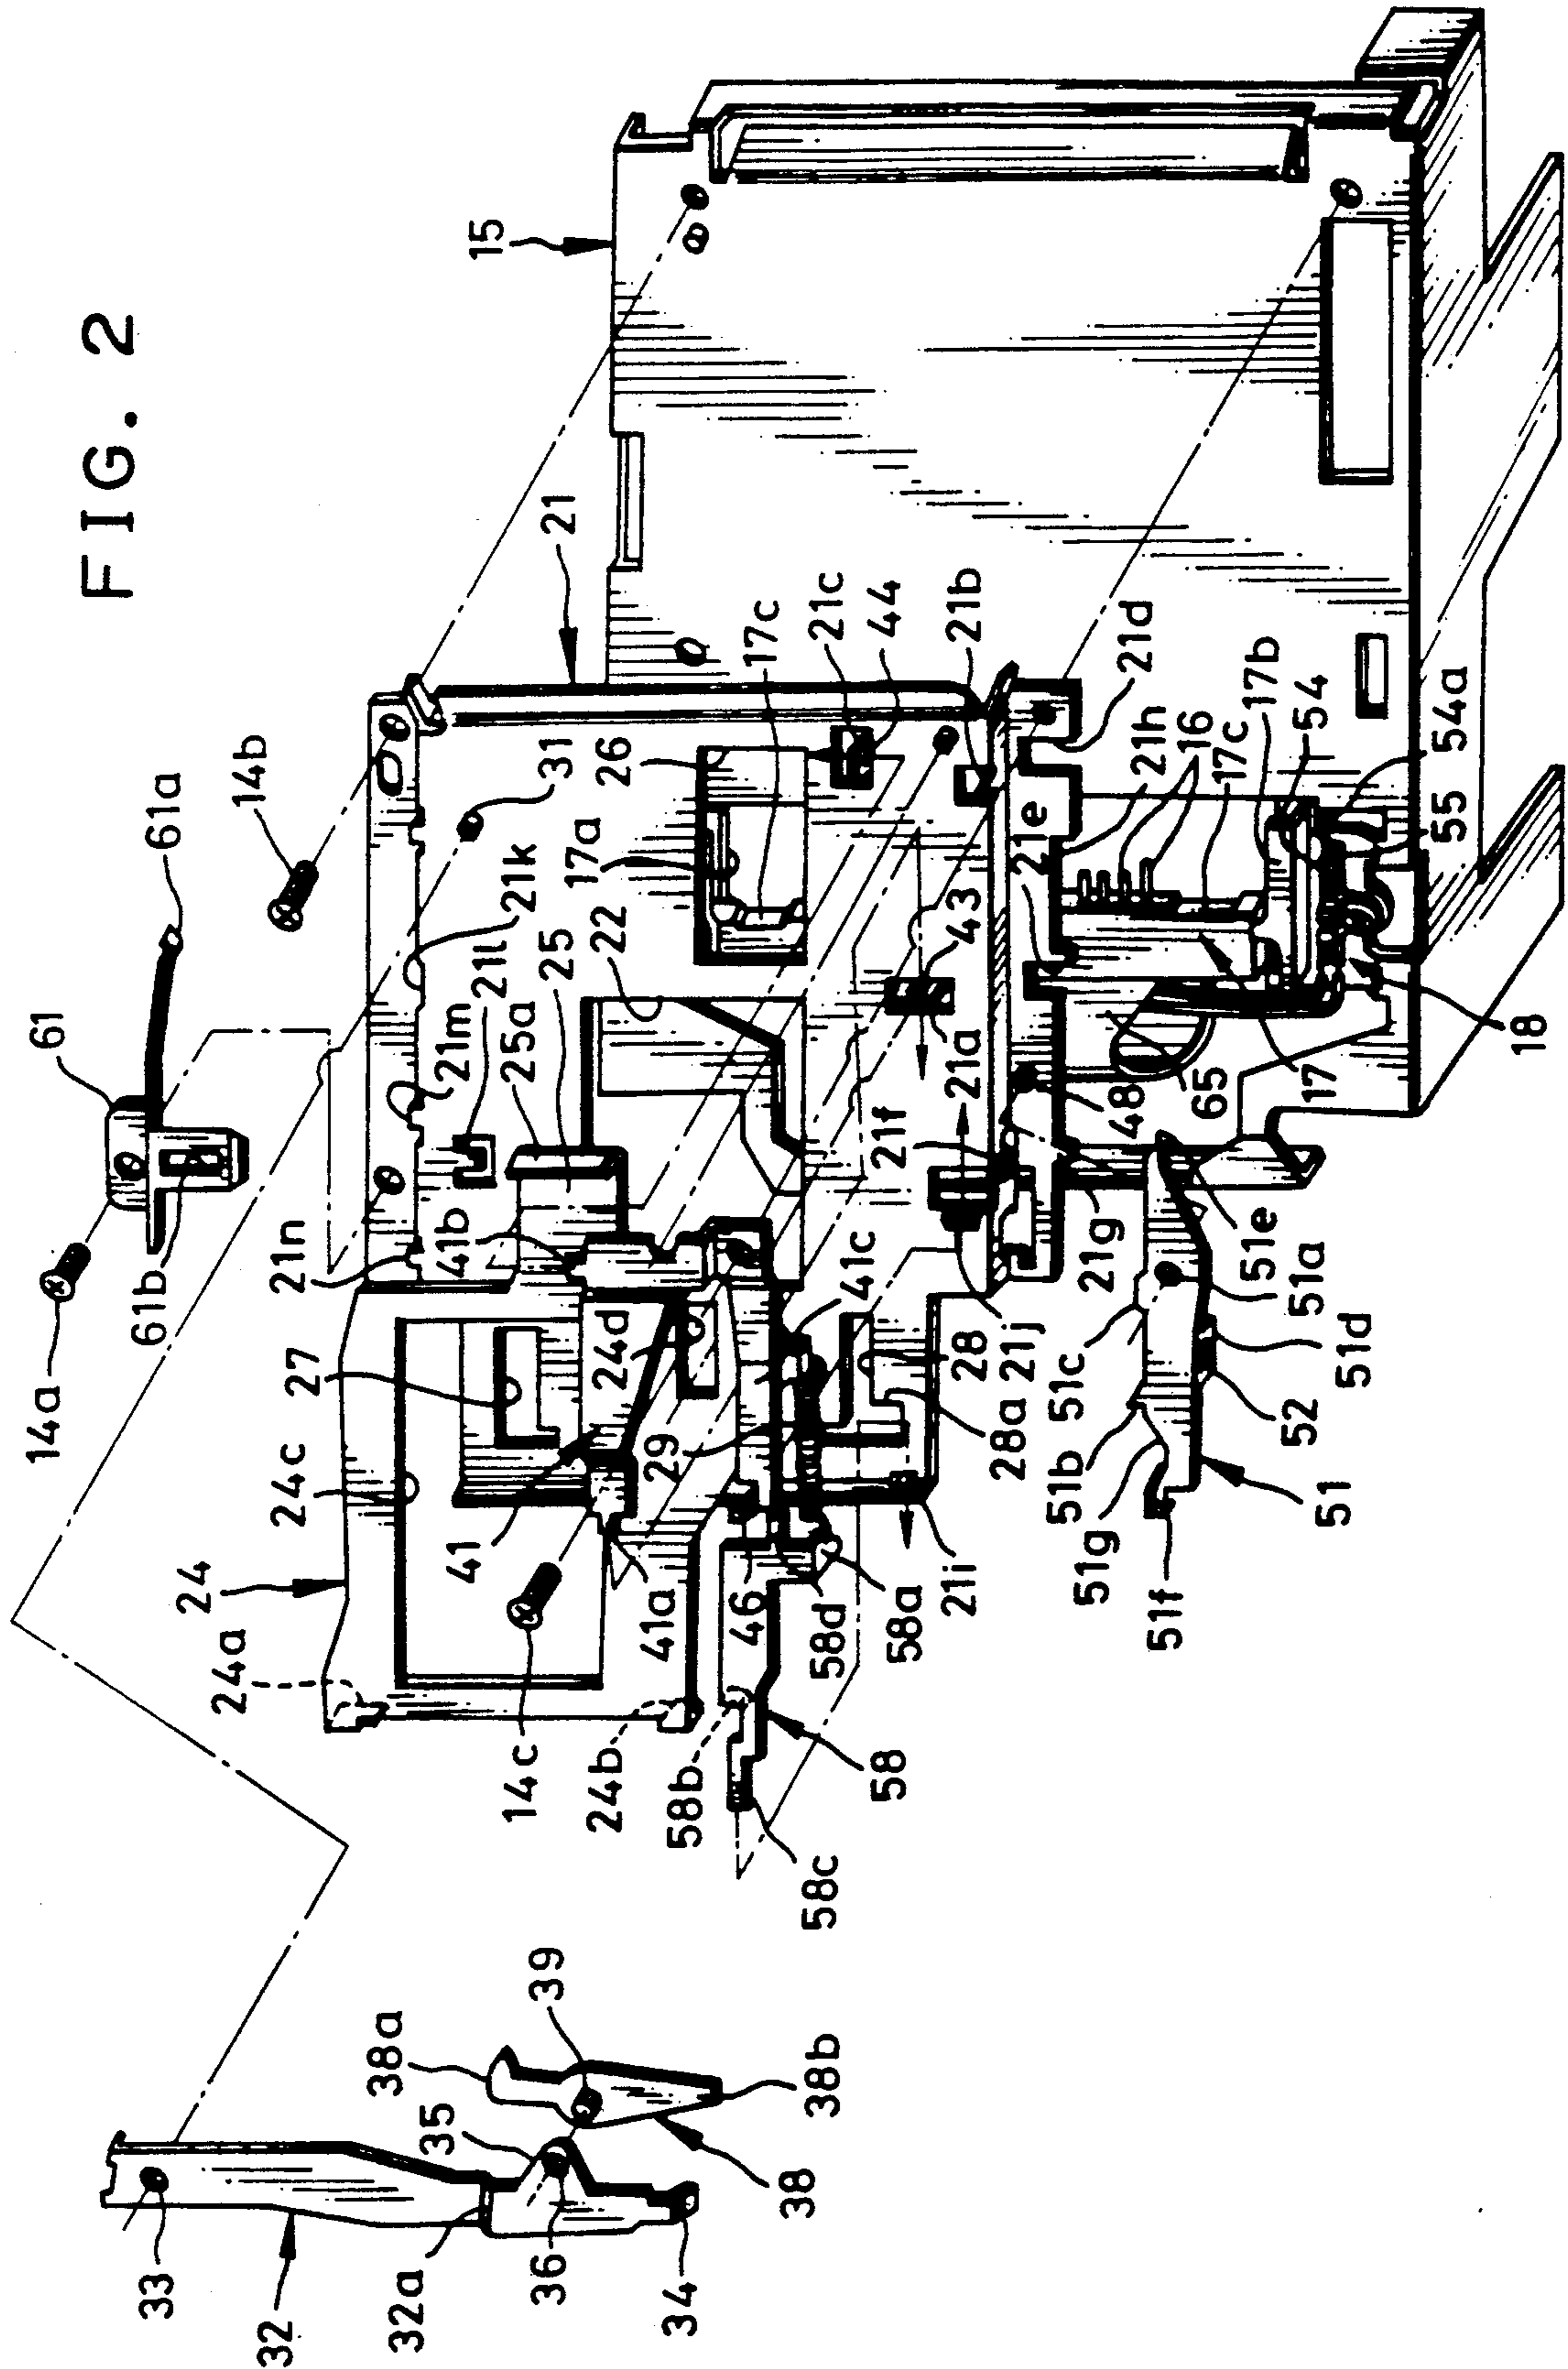 FIG. 2
15
21
14b
61a
61
14a
61b
21k
21l
21m
25a
25
31
26
17a
22
17c
21c
44
21b
21d
21h
16
17c
17b
54
54a
55
21e
43
21a
21f
48
65
17
18
21n
41b
27
24c
24
24a
41
24d
29
41c
28
28a
21j
21g
51c
51b
51g
51f
51
52
51d
51a
51e
14c
41a
24b
46
58b
58d
58a
21i
58
58c
39
38a
38b
38
35
36
34
32a
32
33